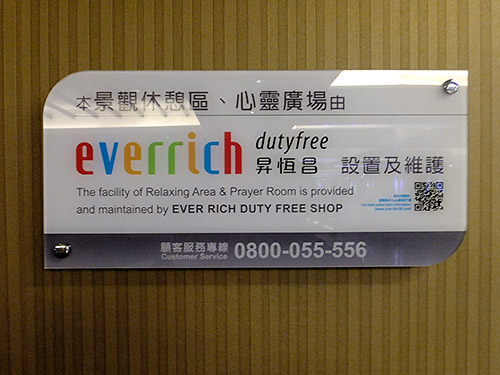 本景觀休憩區、心靈廣場由
everrich dutyfree
昇恆昌 設置及維護
The facility of Relaxing Area & Prayer Room is provided
and maintained by EVER RICH DUTY FREE SHOP
顧客服務專線
Customer Service
0800-055-556